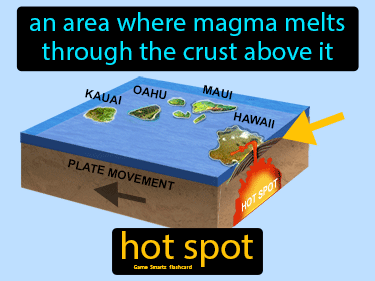 an area where magma melts
through the crust above it
KAUAI
OAHU
MAUI
HAWAII
PLATE MOVEMENT
HOT SPOT
hot spot
Game Smartz flashcard